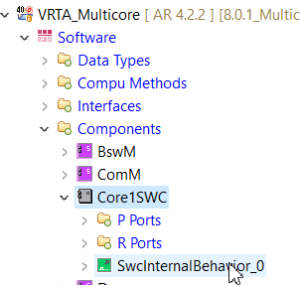 VRTA_Multicore [ AR 4.2.2 ] [8.0.1_Multic
Software
Data Types
Compu Methods
Interfaces
Components
BswM
ComM
Core1SWC
P Ports
R Ports
SwcInternalBehavior_0